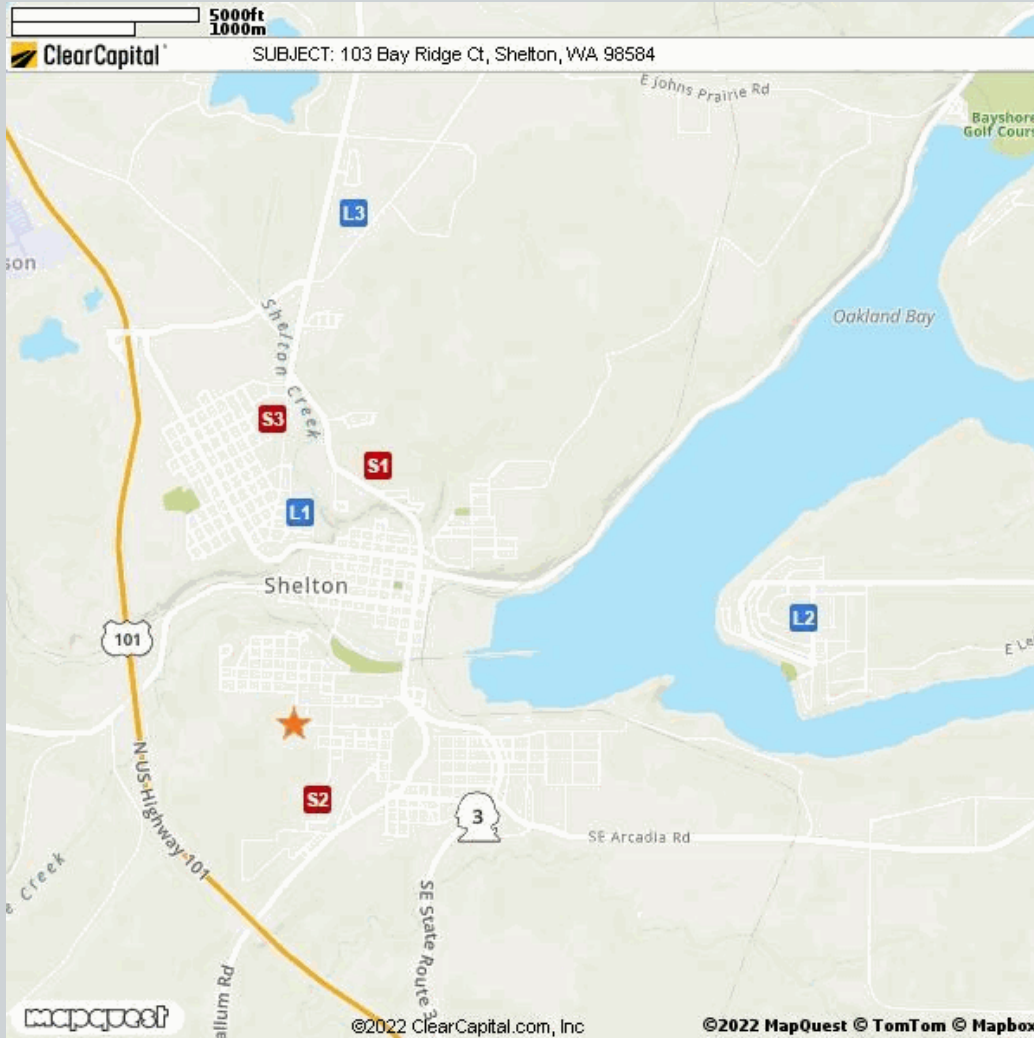 5000ft
1000m
ClearCapital
SUBJECT: 103 Bay Ridge Ct, Shelton, WA 98584
E Johns Prairie Rd
Bayshore
Golf Cours
L3
son
Shelton Creek
Oakland Bay
S3
S1
L1
Shelton
L2
101
E Le
N US Highway 101
S2
3
SE Arcadia Rd
e Creek
SE State Route 3
allum Rd
mapquest
©2022 ClearCapital.com, Inc
©2022 MapQuest © TomTom © Mapbox